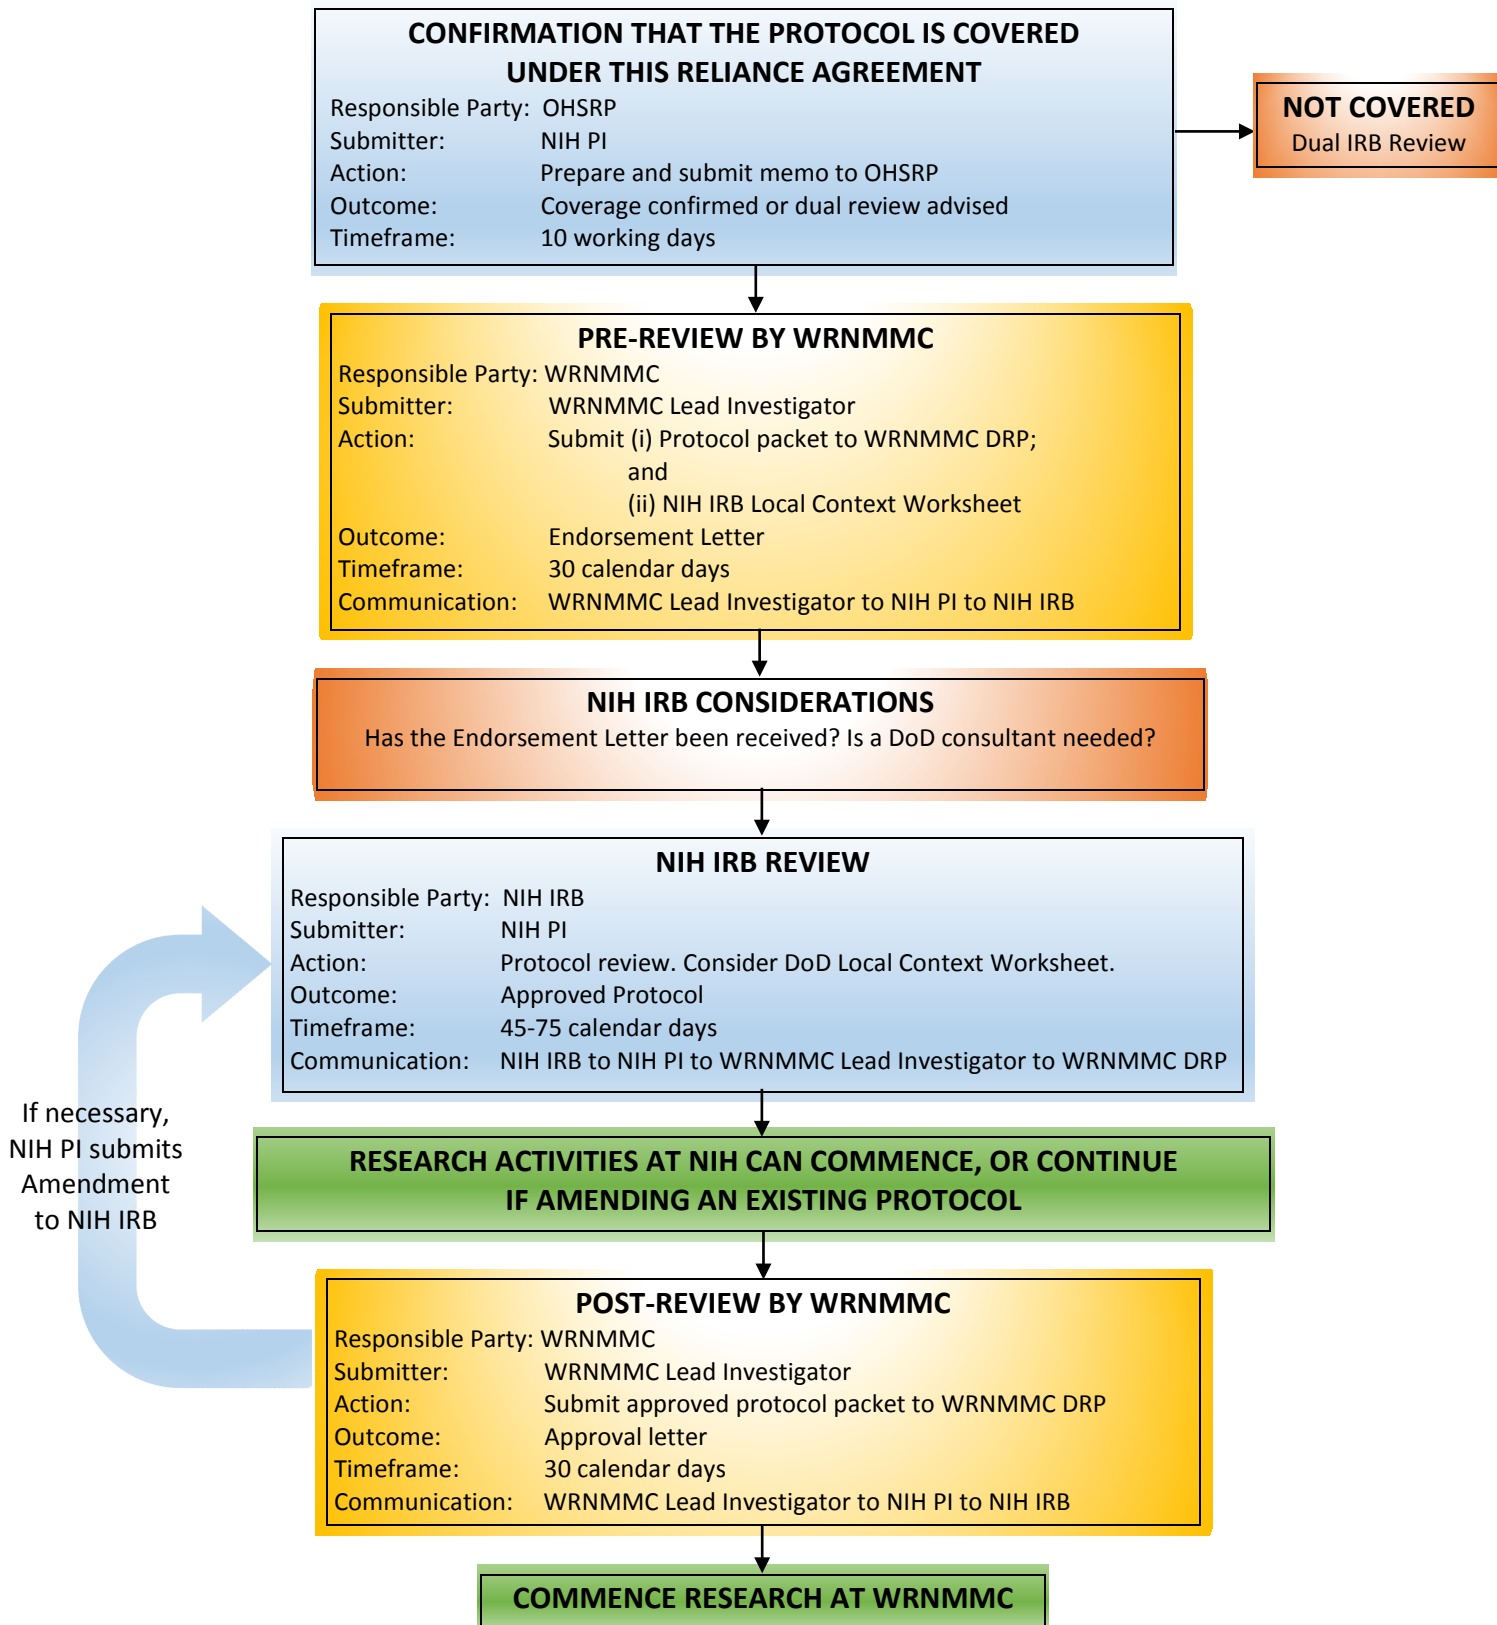 CONFIRMATION THAT THE PROTOCOL IS COVERED
UNDER THIS RELIANCE AGREEMENT
Responsible Party: OHSRP
Submitter: NIH PI
Action: Prepare and submit memo to OHSRP
Outcome: Coverage confirmed or dual review advised
Timeframe: 10 working days
NOT COVERED
Dual IRB Review
PRE-REVIEW BY WRNMMC
Responsible Party: WRNMMC
Submitter: WRNMMC Lead Investigator
Action: Submit (i) Protocol packet to WRNMMC DRP;
and
(ii) NIH IRB Local Context Worksheet
Outcome: Endorsement Letter
Timeframe: 30 calendar days
Communication: WRNMMC Lead Investigator to NIH PI to NIH IRB
NIH IRB CONSIDERATIONS
Has the Endorsement Letter been received? Is a DoD consultant needed?
NIH IRB REVIEW
Responsible Party: NIH IRB
Submitter: NIH PI
Action: Protocol review. Consider DoD Local Context Worksheet.
Outcome: Approved Protocol
Timeframe: 45-75 calendar days
Communication: NIH IRB to NIH PI to WRNMMC Lead Investigator to WRNMMC DRP
If necessary,
NIH PI submits
Amendment
to NIH IRB
RESEARCH ACTIVITIES AT NIH CAN COMMENCE, OR CONTINUE
IF AMENDING AN EXISTING PROTOCOL
POST-REVIEW BY WRNMMC
Responsible Party: WRNMMC
Submitter: WRNMMC Lead Investigator
Action: Submit approved protocol packet to WRNMMC DRP
Outcome: Approval letter
Timeframe: 30 calendar days
Communication: WRNMMC Lead Investigator to NIH PI to NIH IRB
COMMENCE RESEARCH AT WRNMMC